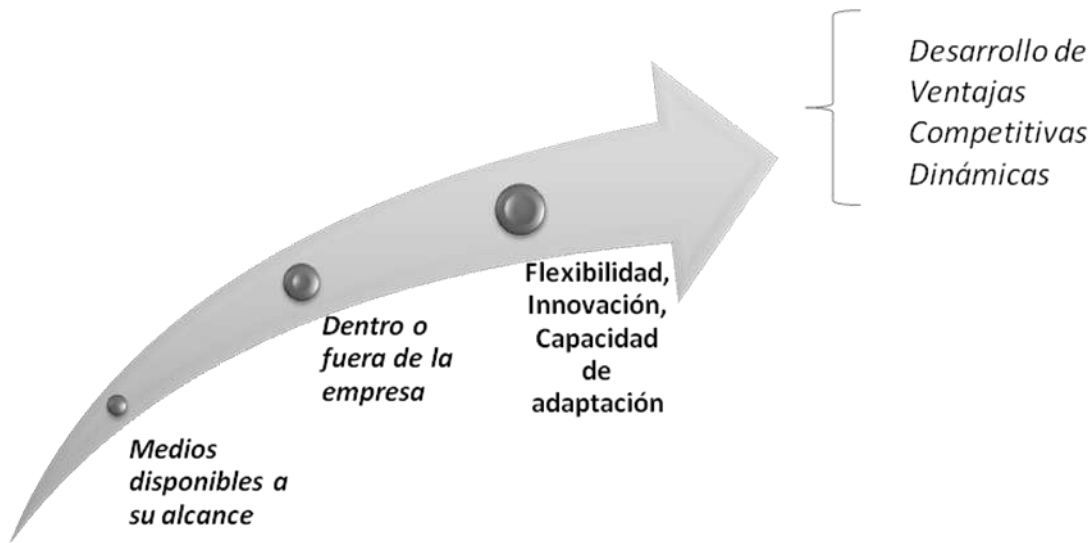 Medios
disponibles a
su alcance
Dentro o
fuera de la
empresa
Flexibilidad,
Innovación,
Capacidad
de
adaptación
Desarrollo de
Ventajas
Competitivas
Dinámicas